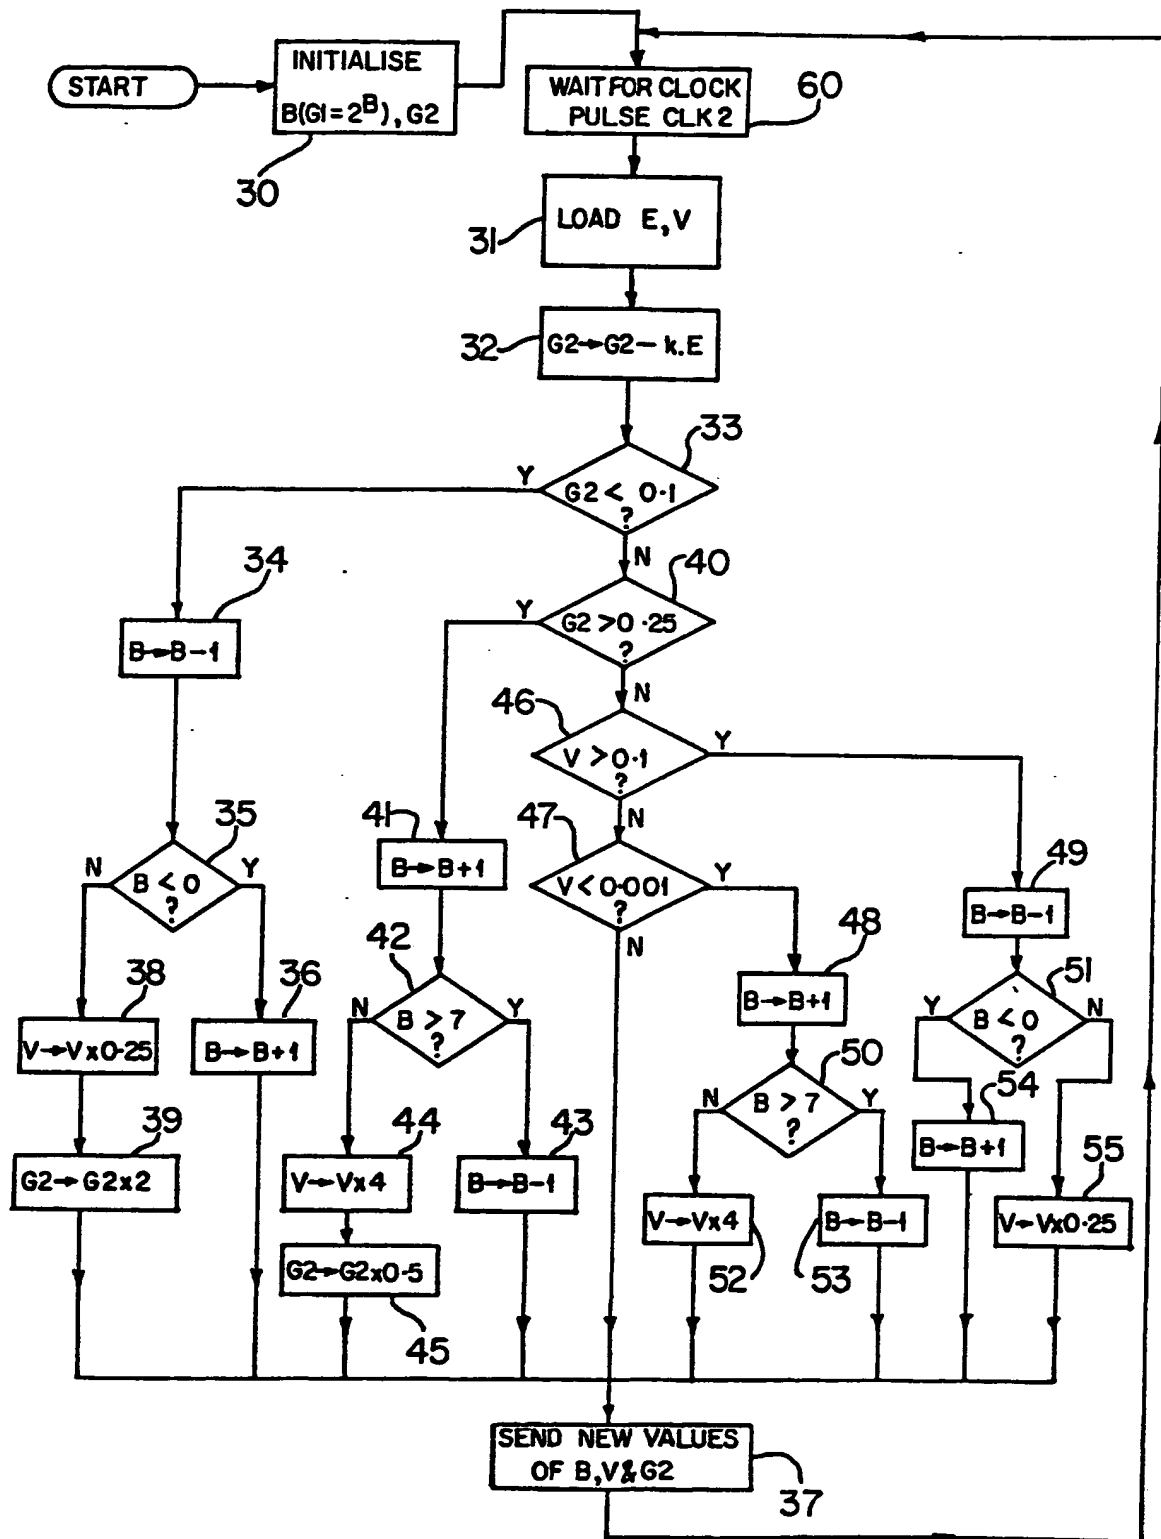 START
INITIALISE
B(G1=2^B), G2
30
WAIT FOR CLOCK
PULSE CLK2
60
LOAD E,V
31
G2→G2-k.E
32
33
G2< 0·1
?
Y
N
34
B→B-1
40
G2>0·25
?
Y
N
46
V>0·1
?
Y
N
35
B<0
?
N
Y
41
B→B+1
47
V<0·001
?
Y
N
49
B→B-1
38
V→Vx0·25
36
B→B+1
42
B>7
?
N
Y
48
B→B+1
51
B<0
?
Y
N
39
G2→G2x2
44
V→Vx4
43
B→B-1
50
B>7
?
N
Y
54
B→B+1
55
V→Vx0·25
G2→G2x0·5
45
V→Vx4
52
B→B-1
53
SEND NEW VALUES
OF B,V&G2
37